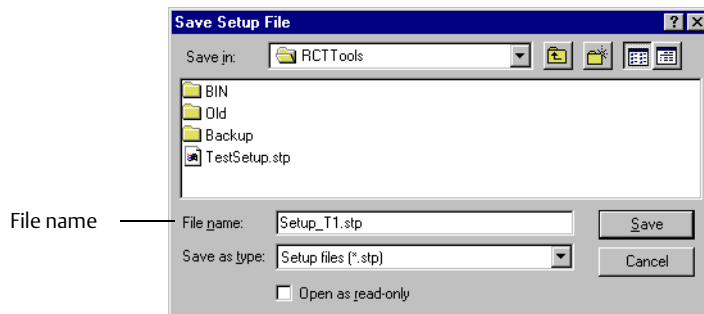 Save Setup File
Save in: RCTTools
BIN
Old
Backup
TestSetup.stp
File name
File name: Setup_T1.stp Save
Save as type: Setup files (*.stp) Cancel
Open as read-only